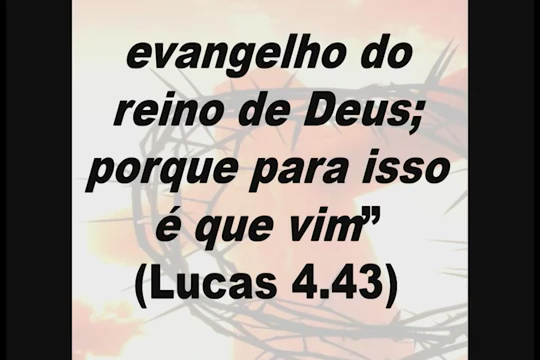 evangelho do
reino de Deus;
porque para isso
é que vim”
(Lucas 4.43)